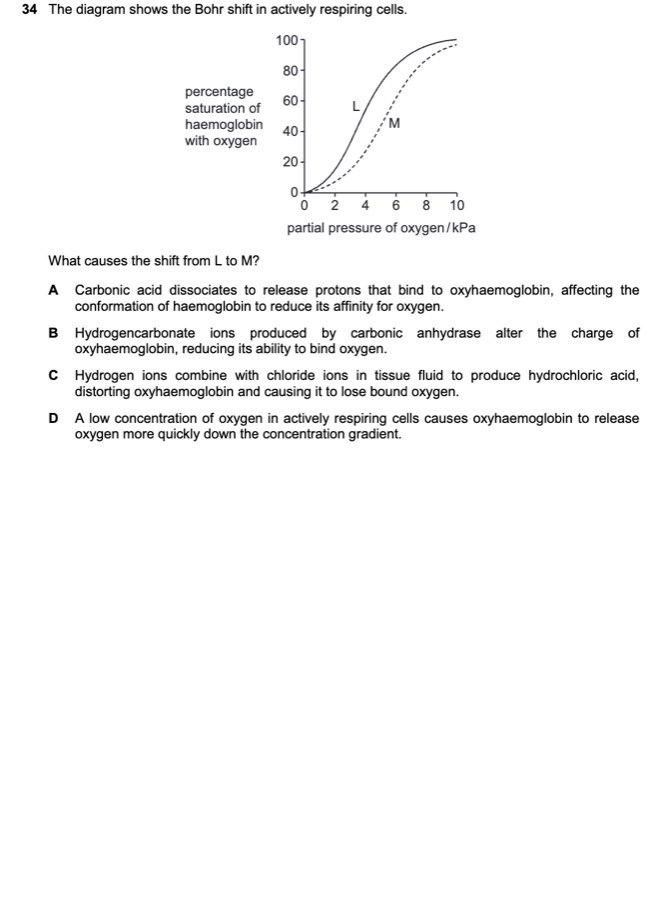 34 The diagram shows the Bohr shift in actively respiring cells.
100
80
60
40
20
0
percentage
saturation of
haemoglobin
with oxygen
L
M
0 2 4 6 8 10
partial pressure of oxygen/kPa
What causes the shift from L to M?
A Carbonic acid dissociates to release protons that bind to oxyhaemoglobin, affecting the
conformation of haemoglobin to reduce its affinity for oxygen.
B Hydrogencarbonate ions produced by carbonic anhydrase alter the charge of
oxyhaemoglobin, reducing its ability to bind oxygen.
C Hydrogen ions combine with chloride ions in tissue fluid to produce hydrochloric acid,
distorting oxyhaemoglobin and causing it to lose bound oxygen.
D A low concentration of oxygen in actively respiring cells causes oxyhaemoglobin to release
oxygen more quickly down the concentration gradient.